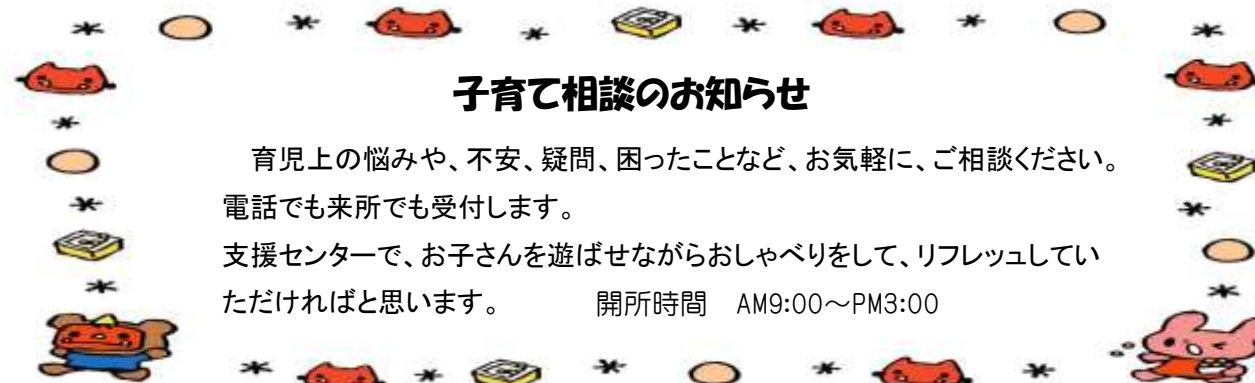 子育て相談のお知らせ
育児上の悩みや、不安、疑問、困ったことなど、お気軽に、ご相談ください。
電話でも来所でも受付します。
支援センターで、お子さんを遊ばせながらおしゃべりをして、リフレッシュしてい
ただければと思います。　　　開所時間　AM9:00～PM3:00